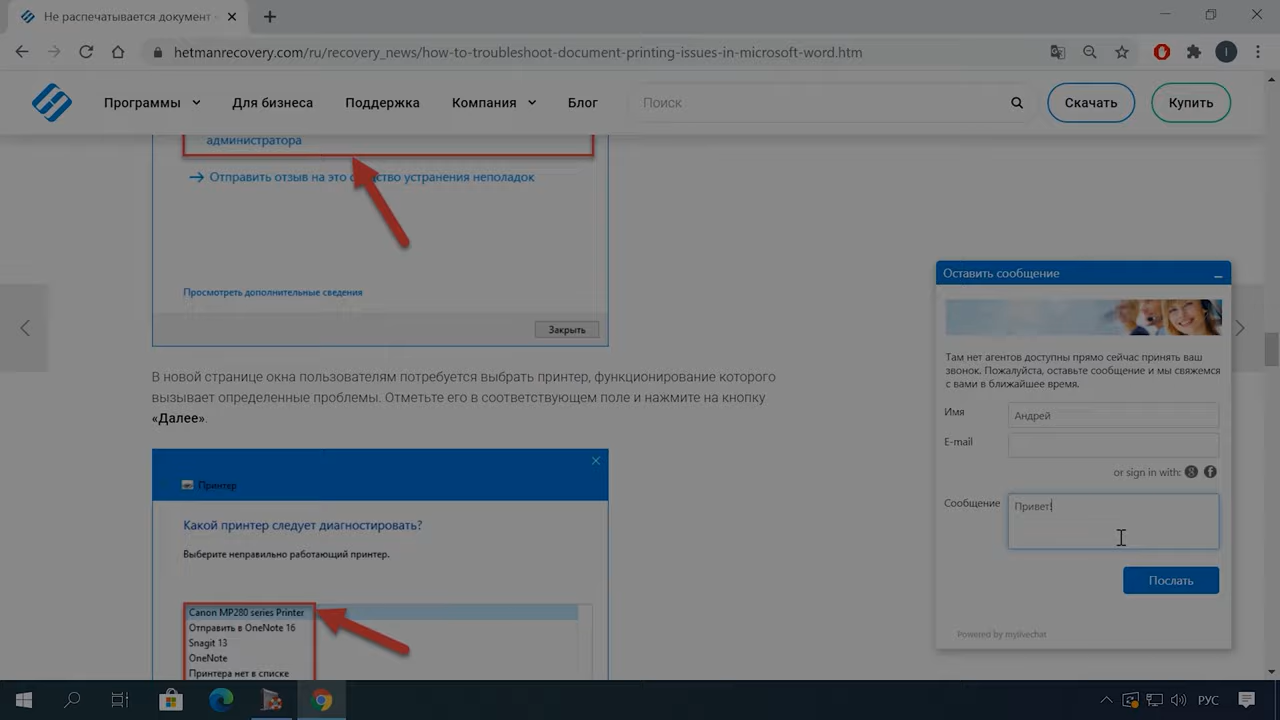 Не распечатывается документ
hetmanrecovery.com/ru/recovery_news/how-to-troubleshoot-document-printing-issues-in-microsoft-word.htm
I
Программы
Для бизнеса
Поддержка
Компания
Блог
Поиск
Скачать
Купить
администратора
Отправить отзыв на это средство устранения неполадок
Просмотреть дополнительные сведения
Закрыть
В новой странице окна пользователям потребуется выбрать принтер, функционирование которого
вызывает определенные проблемы. Отметьте его в соответствующем поле и нажмите на кнопку
«Далее».
Принтер
Какой принтер следует диагностировать?
Выберите неправильно работающий принтер.
Canon MP280 series Printer
Отправить в OneNote 16
Snagit 13
OneNote
Принтера нет в списке
Оставить сообщение
Там нет агентов доступны прямо сейчас принять ваш
звонок. Пожалуйста, оставьте сообщение и мы свяжемся
с вами в ближайшее время.
Имя
Андрей
E-mail
or sign in with:
Сообщение
Привет!
Послать
Powered by mylivechat
РУС